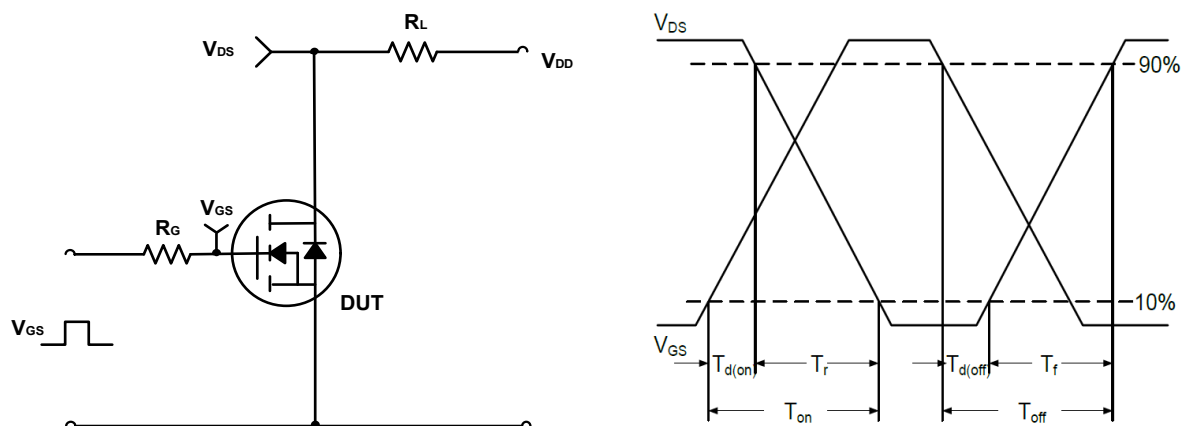 RL
VDS
VDD
VGS
RG
DUT
VGS
VDS
90%
10%
VGS
Td(on)
Tr
Td(off)
Tf
Ton
Toff